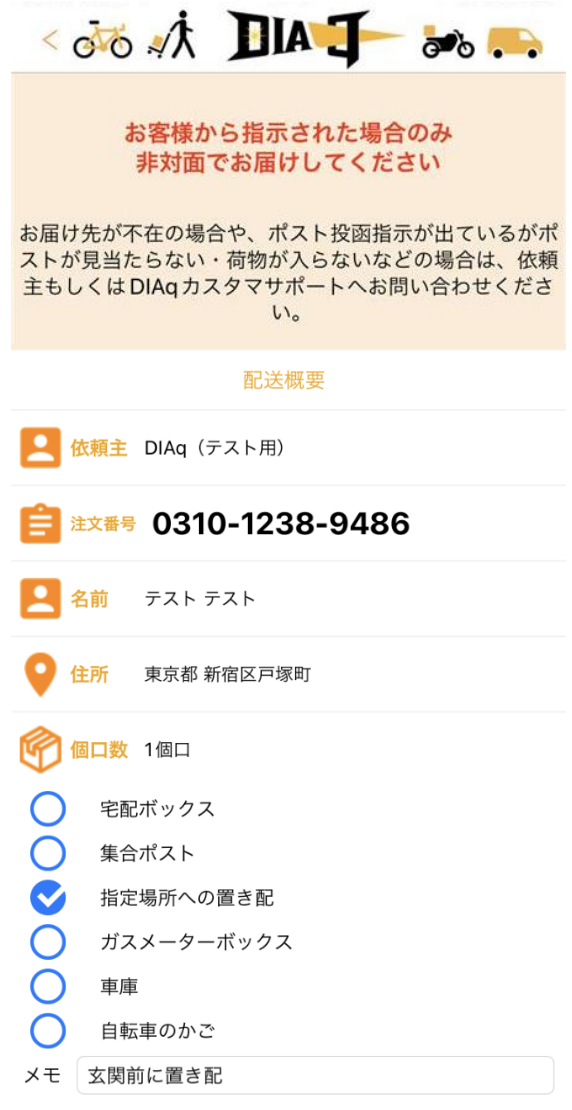 <
DIAq
お客様から指示された場合のみ
非対面でお届けしてください
お届け先が不在の場合や、ポスト投函指示が出ているがポ
ストが見当たらない・荷物が入らないなどの場合は、依頼
主もしくはDIAqカスタマサポートへお問い合わせくださ
い。
配送概要
依頼主 DIAq（テスト用）
注文番号 0310-1238-9486
名前 テスト テスト
住所 東京都 新宿区戸塚町
個口数 1個口
宅配ボックス
集合ポスト
指定場所への置き配
ガスメーターボックス
車庫
自転車のかご
メモ 玄関前に置き配